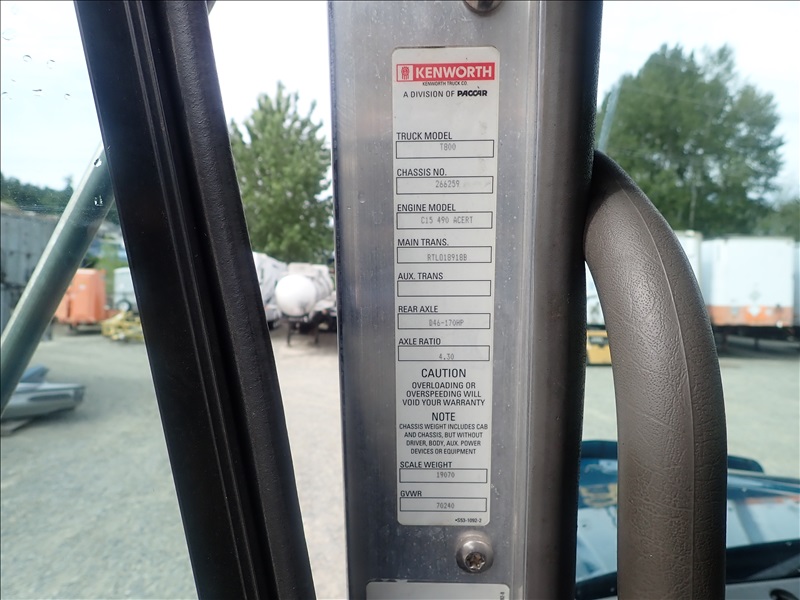 KENWORTH
KENWORTH TRUCK CO.
A DIVISION OF PACCAR
TRUCK MODEL
T800
CHASSIS NO.
266259
ENGINE MODEL
C15 490 ACERT
MAIN TRANS.
RTLO18918B
AUX. TRANS
REAR AXLE
D46-170HP
AXLE RATIO
4.30
CAUTION
OVERLOADING OR
OVERSPEEDING WILL
VOID YOUR WARRANTY
NOTE
CHASSIS WEIGHT INCLUDES CAB
AND CHASSIS, BUT WITHOUT
DRIVER, BODY, AUX. POWER
DEVICES OR EQUIPMENT
SCALE WEIGHT
19070
GVWR
70240